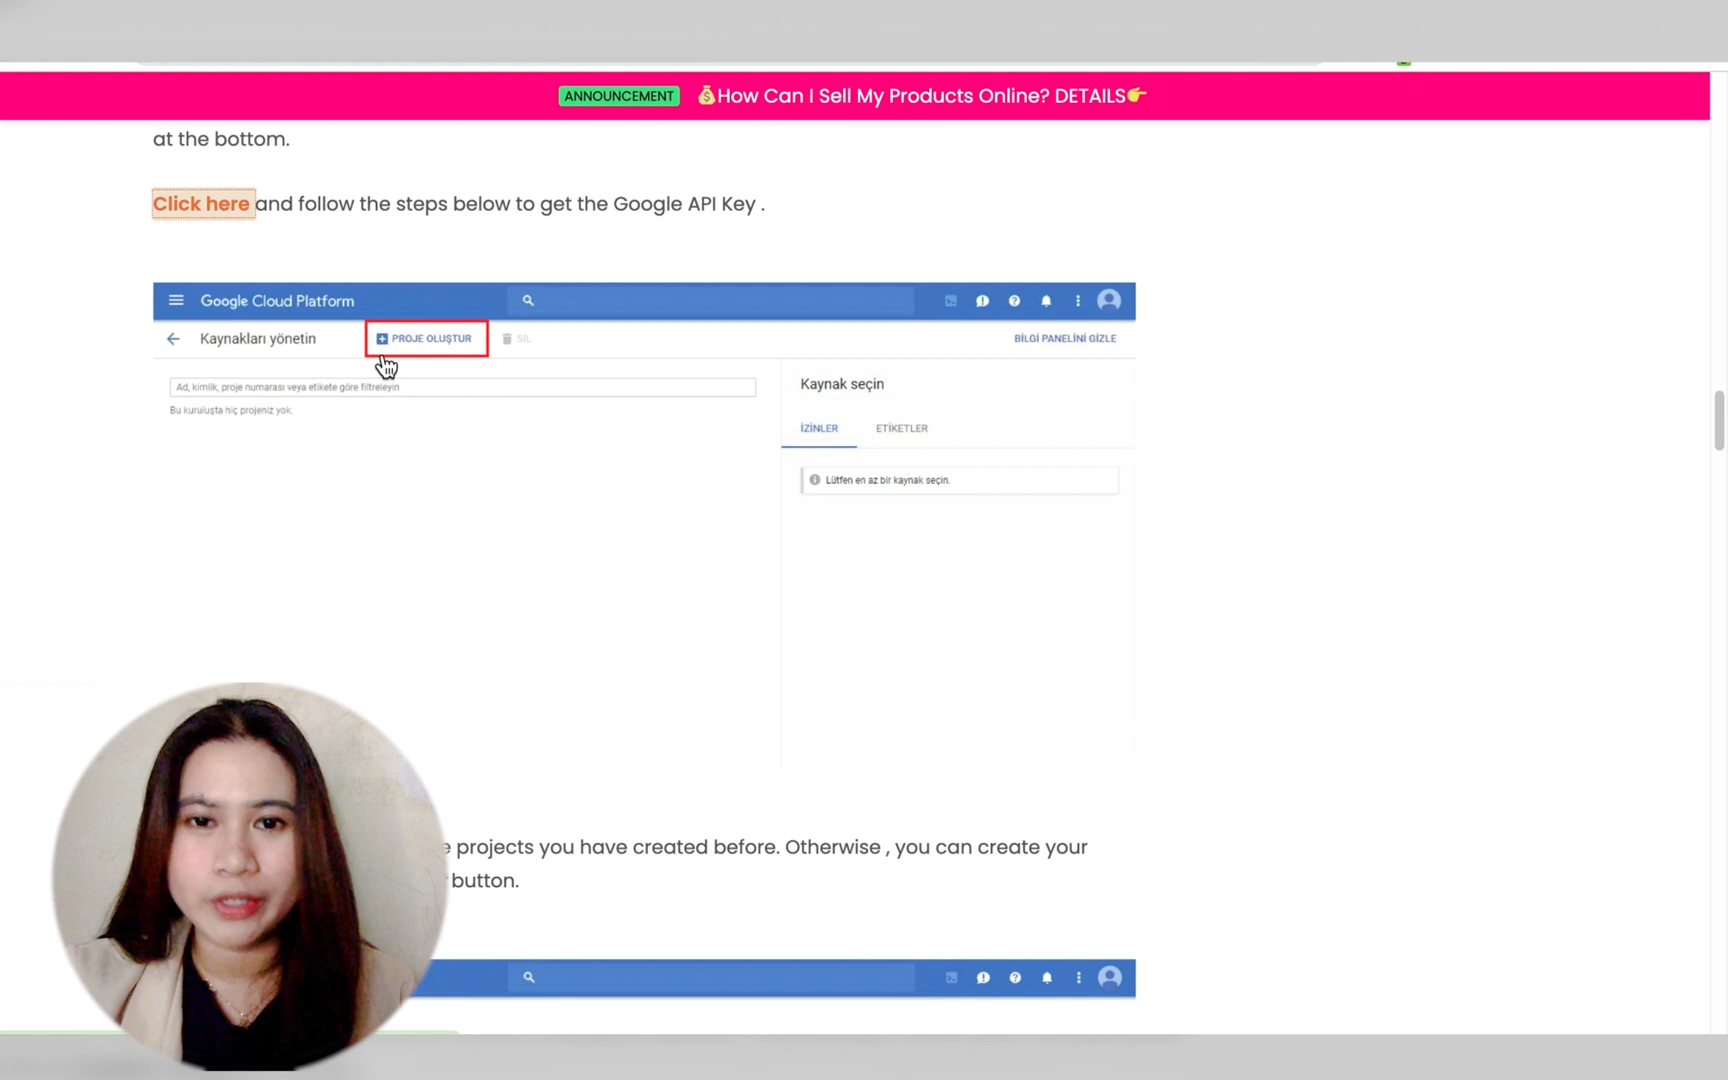 ANNOUNCEMENT 💰How Can I Sell My Products Online? DETAILS👉
at the bottom.
Click here and follow the steps below to get the Google API Key .
Google Cloud Platform
Kaynakları yönetin PROJE OLUŞTUR SİL BİLGİ PANELİNİ GİZLE
Ad, kimlik, proje numarası veya etikete göre filtreleyin
Bu kuruluşta hiç projeniz yok.
Kaynak seçin
İZİNLER ETİKETLER
Lütfen en az bir kaynak seçin.
projects you have created before. Otherwise , you can create your
button.